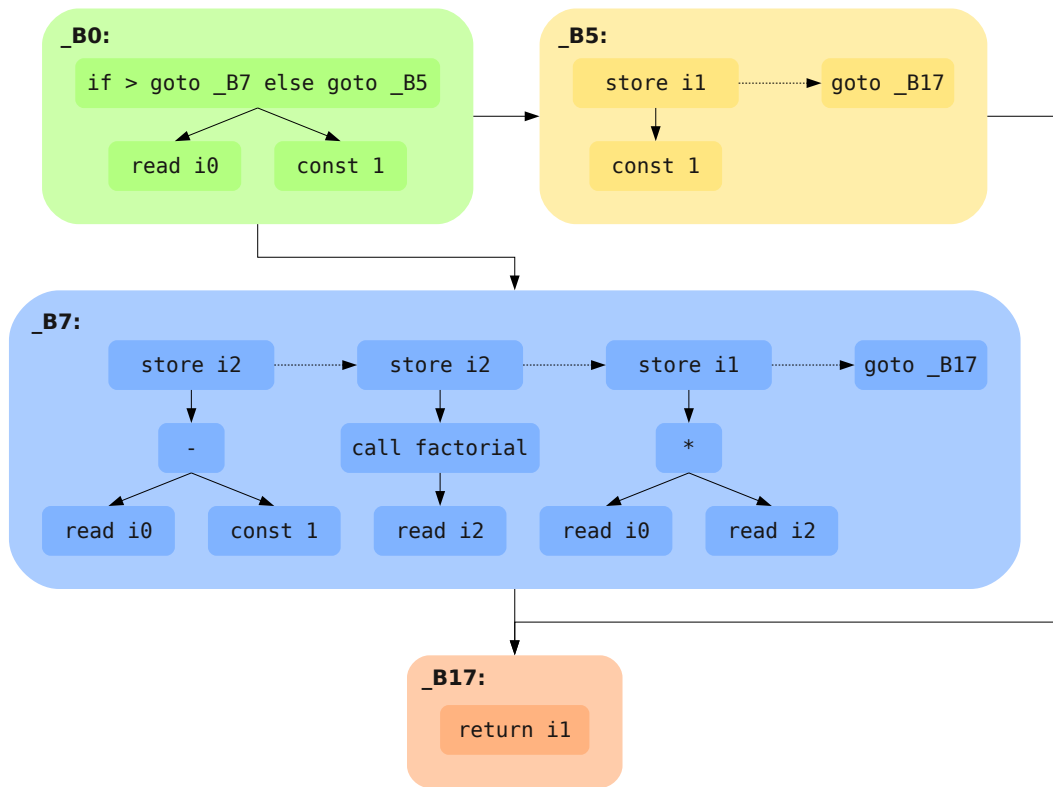 _B0:
if > goto _B7 else goto _B5
read i0
const 1
_B5:
store i1
goto _B17
const 1
_B7:
store i2
store i2
store i1
goto _B17
-
call factorial
*
read i0
const 1
read i2
read i0
read i2
_B17:
return i1